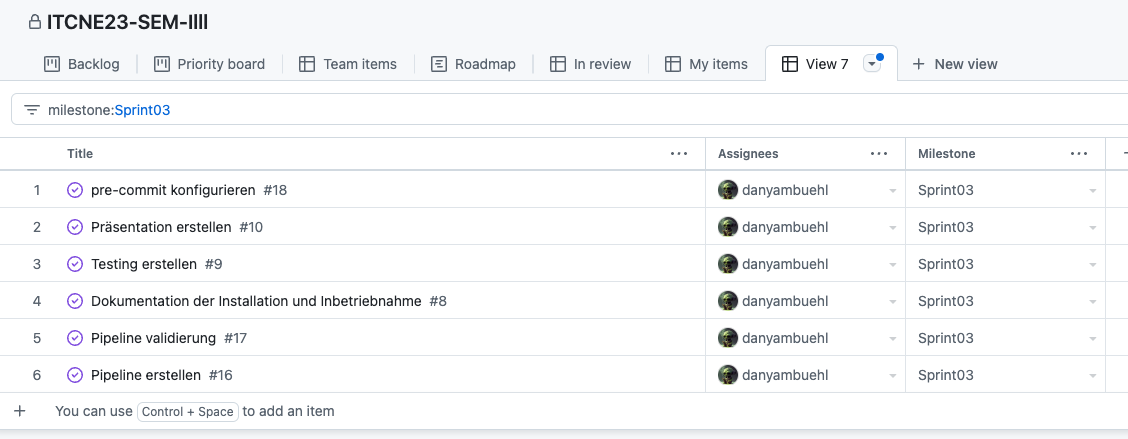 ITCNE23-SEM-IIII
Backlog Priority board Team items Roadmap In review My items View 7 New view
milestone:Sprint03
Title Assignees Milestone
1 pre-commit konfigurieren #18 danyambuehl Sprint03
2 Präsentation erstellen #10 danyambuehl Sprint03
3 Testing erstellen #9 danyambuehl Sprint03
4 Dokumentation der Installation und Inbetriebnahme #8 danyambuehl Sprint03
5 Pipeline validierung #17 danyambuehl Sprint03
6 Pipeline erstellen #16 danyambuehl Sprint03
You can use Control + Space to add an item